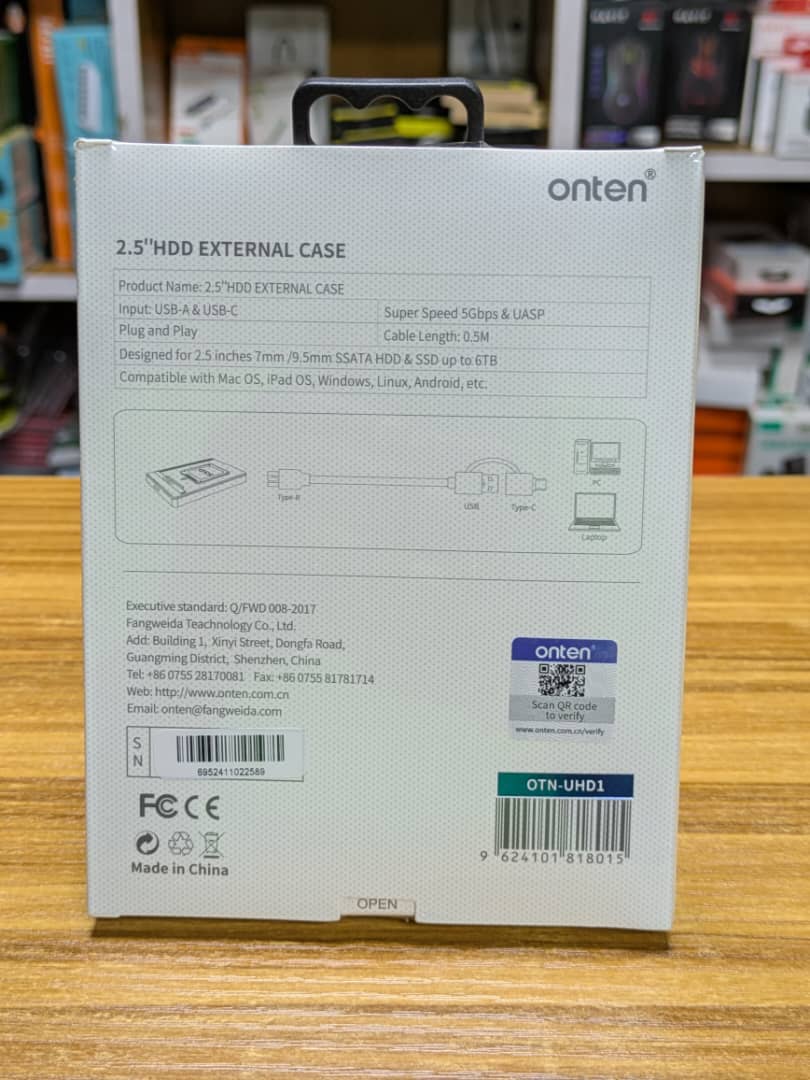 onten®
2.5"HDD EXTERNAL CASE
Product Name: 2.5"HDD EXTERNAL CASE
Input: USB-A & USB-C
Super Speed 5Gbps & UASP
Plug and Play
Cable Length: 0.5M
Designed for 2.5 inches 7mm /9.5mm SSATA HDD & SSD up to 6TB
Compatible with Mac OS, iPad OS, Windows, Linux, Android, etc.
PC
Type-B
USB
Type-C
Laptop
Executive standard: Q/FWD 008-2017
Fangweida Teachnology Co., Ltd.
Add: Building 1, Xinyi Street, Dongfa Road,
Guangming District, Shenzhen, China
Tel: +86 0755 28170081 Fax: +86 0755 81781714
Web: http://www.onten.com.cn
Email: onten@fangweida.com
onten®
Scan QR code
to verify
www.onten.com.cn/verify
SN
6952411022589
FC CE
OTN-UHD1
9 624101 818015
Made in China
OPEN